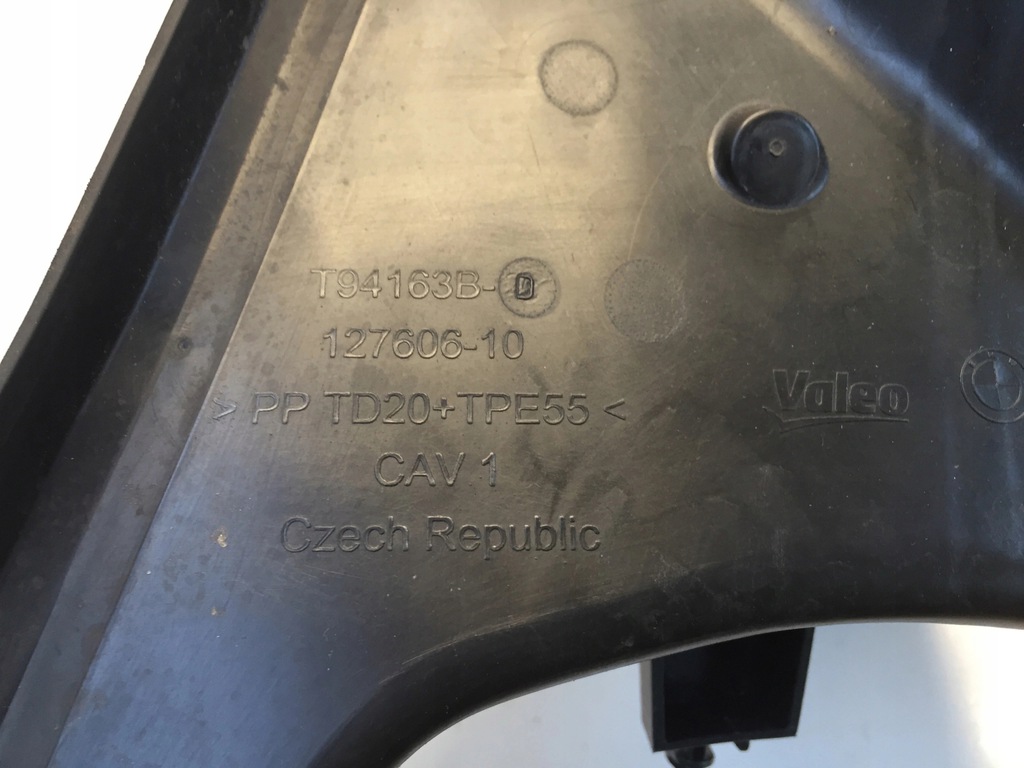 T94163B-D
127606-10
> PP TD20+TPE55 <
CAV 1
Czech Republic
Valeo